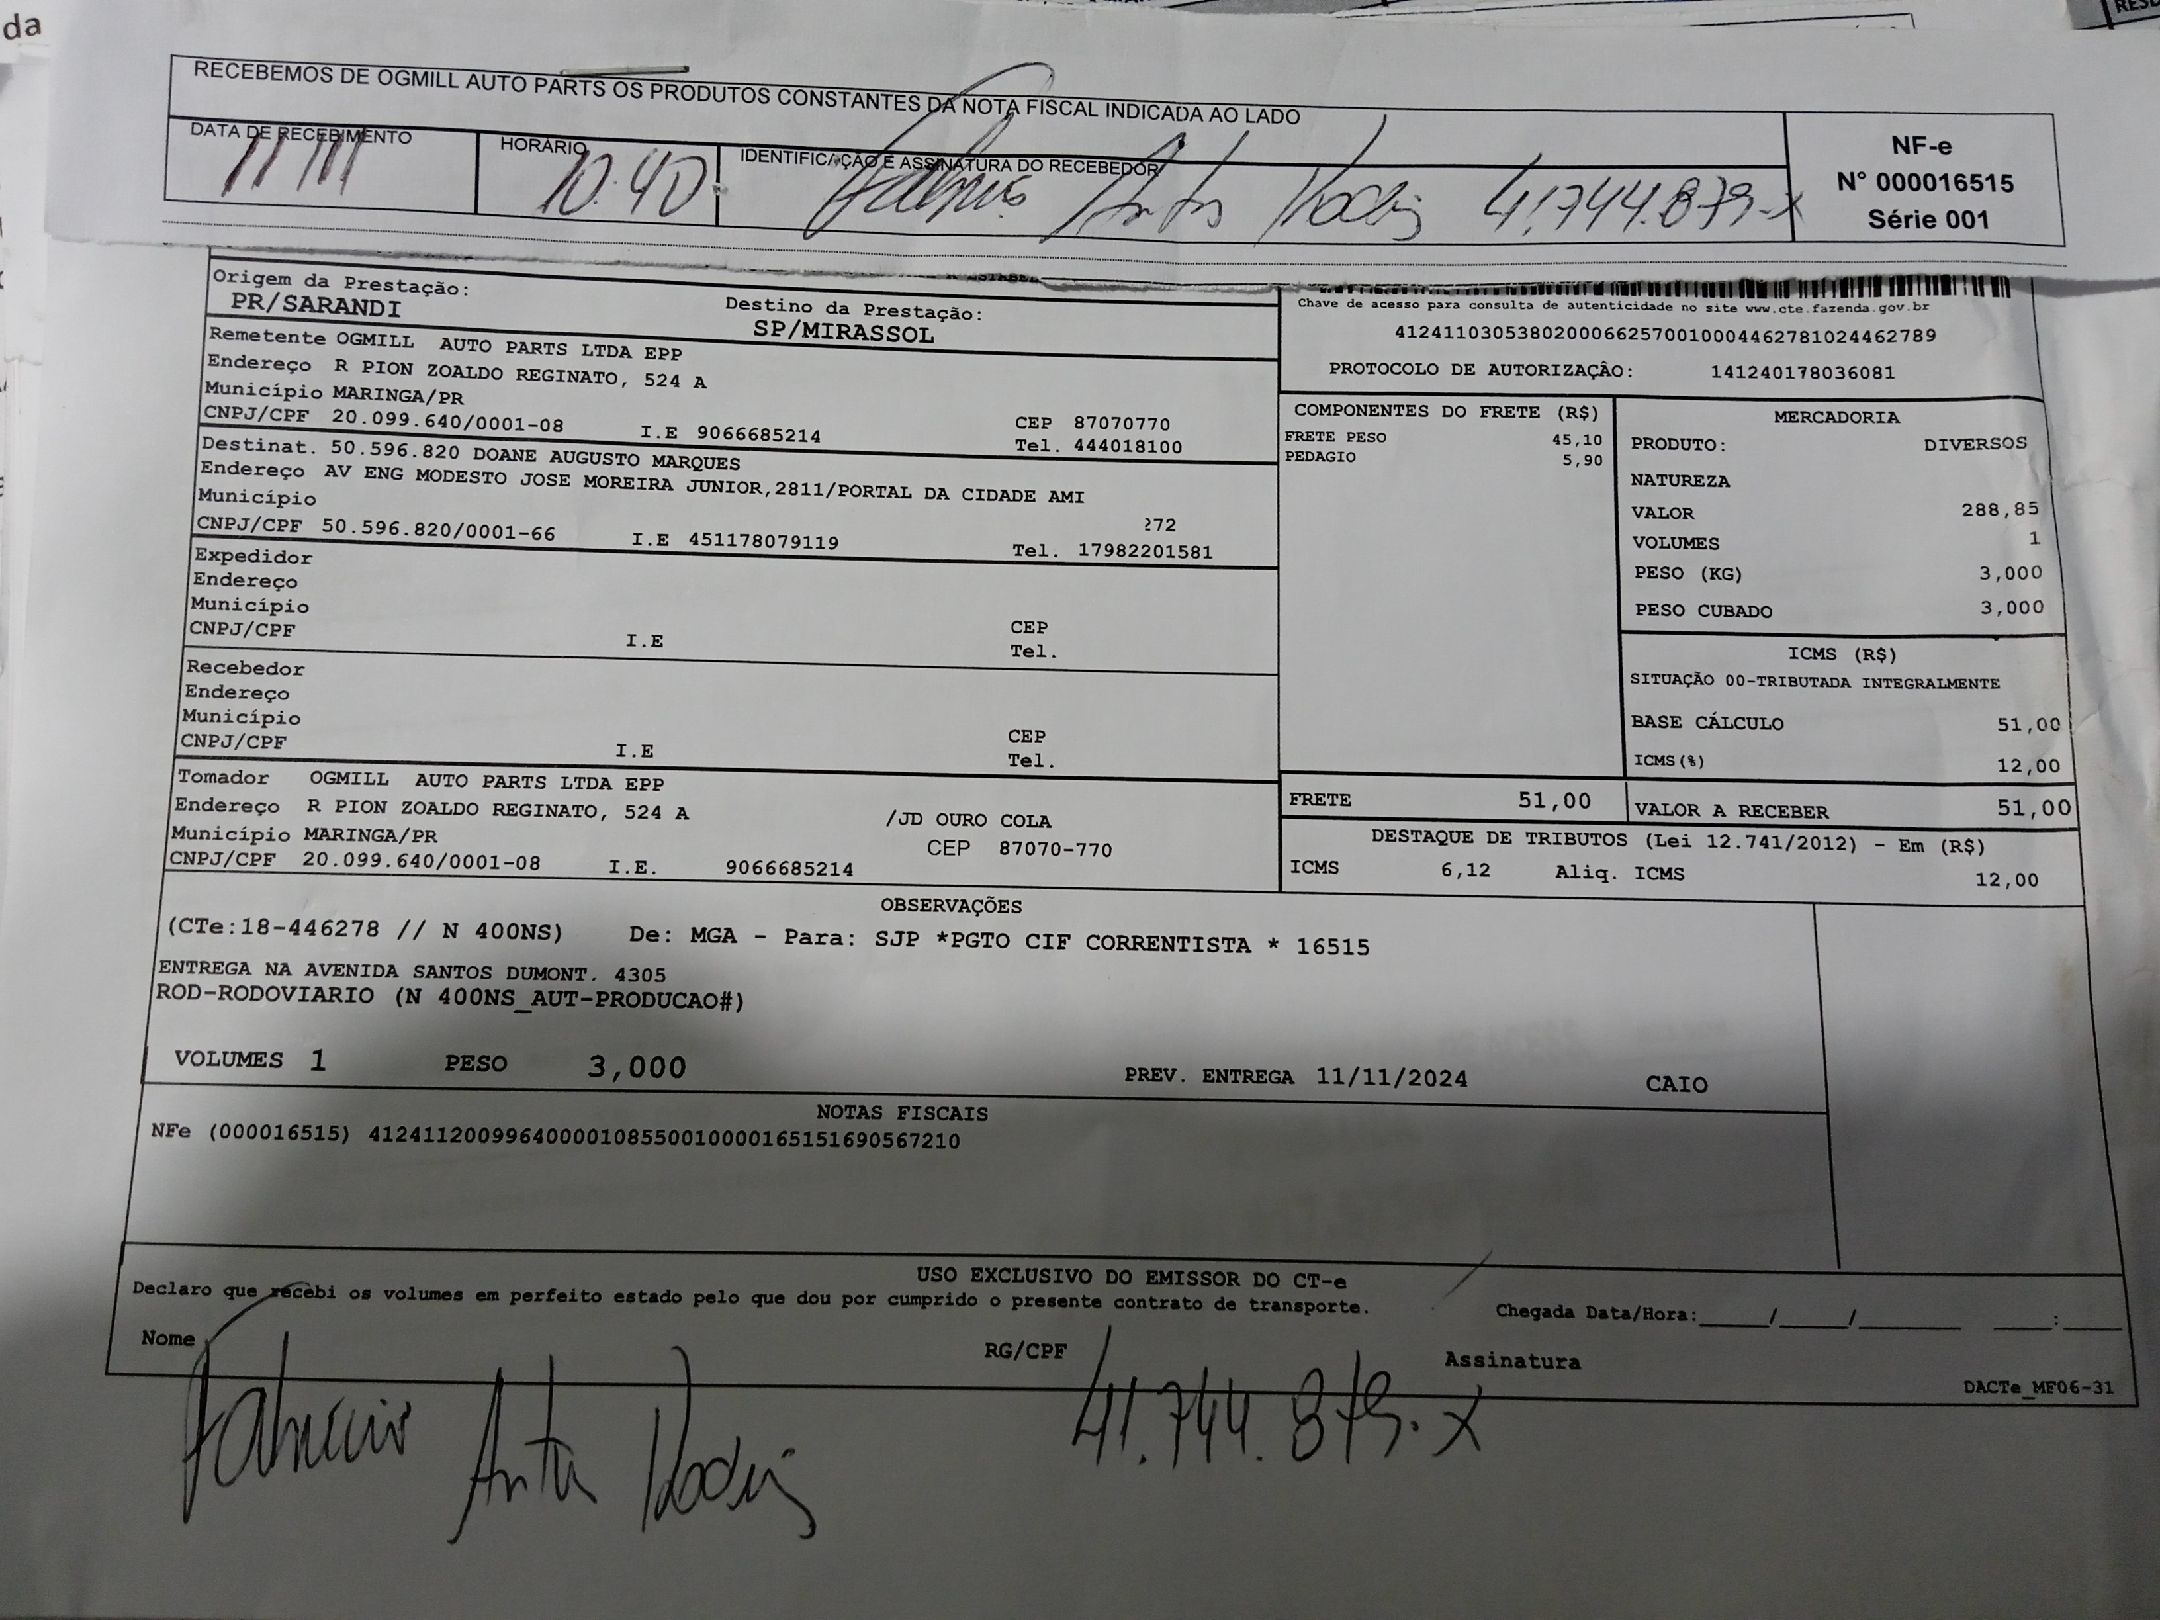 da
RESD
RECEBEMOS DE OGMILL AUTO PARTS OS PRODUTOS CONSTANTES DA NOTA FISCAL INDICADA AO LADO
DATA DE RECEBIMENTO
11/11
HORÁRIO
10:40
IDENTIFICAÇÃO E ASSINATURA DO RECEBEDOR
Fabricio 41.744.879-x
NF-e
N° 000016515
Série 001
Origem da Prestação:
PR/SARANDI
Destino da Prestação:
SP/MIRASSOL
Remetente OGMILL AUTO PARTS LTDA EPP
Endereço R PION ZOALDO REGINATO, 524 A
Município MARINGA/PR
CNPJ/CPF 20.099.640/0001-08 I.E 9066685214
CEP 87070770
Tel. 444018100
Destinat. 50.596.820 DOANE AUGUSTO MARQUES
Endereço AV ENG MODESTO JOSE MOREIRA JUNIOR,2811/PORTAL DA CIDADE AMI
Município
272
CNPJ/CPF 50.596.820/0001-66 I.E 451178079119 Tel. 17982201581
Expedidor
Endereço
Município
CNPJ/CPF I.E
CEP
Tel.
Recebedor
Endereço
Município
CNPJ/CPF I.E
CEP
Tel.
Tomador OGMILL AUTO PARTS LTDA EPP
Endereço R PION ZOALDO REGINATO, 524 A /JD OURO COLA
Município MARINGA/PR CEP 87070-770
CNPJ/CPF 20.099.640/0001-08 I.E. 9066685214
Chave de acesso para consulta de autenticidade no site www.cte.fazenda.gov.br
41241103053802000662570010004462781024462789
PROTOCOLO DE AUTORIZAÇÃO: 141240178036081
COMPONENTES DO FRETE (R$)
FRETE PESO 45,10
PEDAGIO 5,90
MERCADORIA
PRODUTO: DIVERSOS
NATUREZA
VALOR 288,85
VOLUMES 1
PESO (KG) 3,000
PESO CUBADO 3,000
ICMS (R$)
SITUAÇÃO 00-TRIBUTADA INTEGRALMENTE
BASE CÁLCULO 51,00
ICMS(%) 12,00
FRETE 51,00
VALOR A RECEBER 51,00
DESTAQUE DE TRIBUTOS (Lei 12.741/2012) - Em (R$)
ICMS 6,12 Aliq. ICMS 12,00
OBSERVAÇÕES
(CTe:18-446278 // N 400NS) De: MGA - Para: SJP *PGTO CIF CORRENTISTA * 16515
ENTREGA NA AVENIDA SANTOS DUMONT. 4305
ROD-RODOVIARIO (N 400NS_AUT-PRODUCAO#)
VOLUMES 1 PESO 3,000 PREV. ENTREGA 11/11/2024 CAIO
NOTAS FISCAIS
NFe (000016515) 41241120099640000108550010000165151690567210
USO EXCLUSIVO DO EMISSOR DO CT-e
Declaro que recebi os volumes em perfeito estado pelo que dou por cumprido o presente contrato de transporte.
Chegada Data/Hora:_____/_____/________ _____:_____
Nome RG/CPF Assinatura
DACTe_MF06-31
Fabricio 41.744.879-x